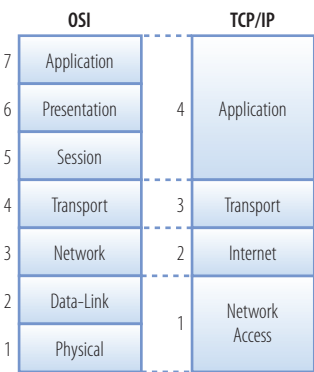 OSI TCP/IP
7 Application
6 Presentation 4 Application
5 Session
4 Transport 3 Transport
3 Network 2 Internet
2 Data-Link
1 Network
Access
1 Physical